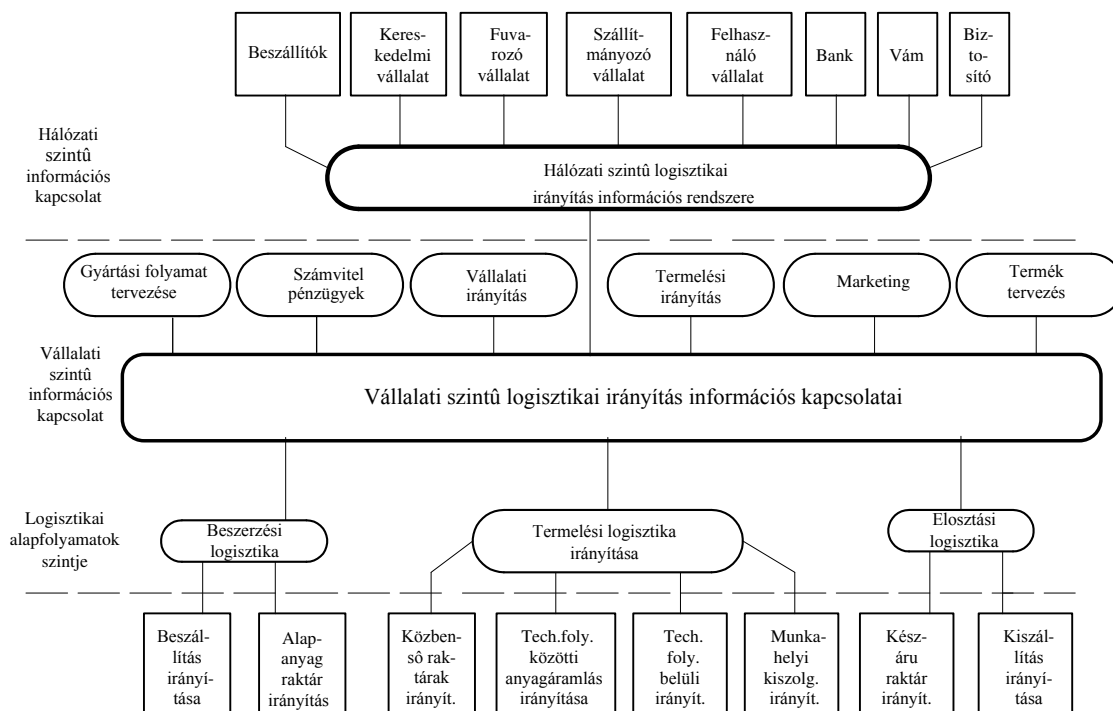 Beszállítók
Keres-
kedelmi
vállalat
Fuva-
rozó
vállalat
Szállít-
mányozó
vállalat
Felhasz-
náló
vállalat
Bank
Vám
Biz-
to-
sító
Hálózati
szintû
információs
kapcsolat
Hálózati szintû logisztikai
irányítás információs rendszere
Gyártási folyamat
tervezése
Számvitel
pénzügyek
Vállalati
irányítás
Termelési
irányítás
Marketing
Termék
tervezés
Vállalati
szintû
információs
kapcsolat
Vállalati szintû logisztikai irányítás információs kapcsolatai
Logisztikai
alapfolyamatok
szintje
Beszerzési
logisztika
Termelési logisztika
irányítása
Elosztási
logisztika
Beszál-
lítás
irányí-
tása
Alap-
anyag
raktár
irányítás
Közben-
sô rak-
tárak
irányít.
Tech.foly.
közötti
anyagáramlás
irányítása
Tech.
foly.
belüli
irányít.
Munka-
helyi
kiszolg.
irányít.
Kész-
áru
raktár
irányít.
Kiszál-
lítás
irányí-
tása